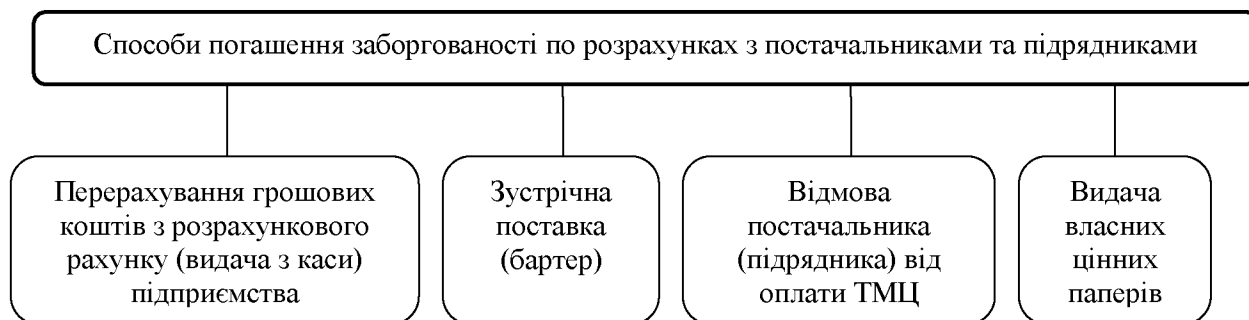 Способи погашення заборгованості по розрахунках з постачальниками та підрядниками
Перерахування грошових
коштів з розрахункового
рахунку (видача з каси)
підприємства
Зустрічна
поставка
(бартер)
Відмова
постачальника
(підрядника) від
оплати ТМЦ
Видача
власних
цінних
паперів